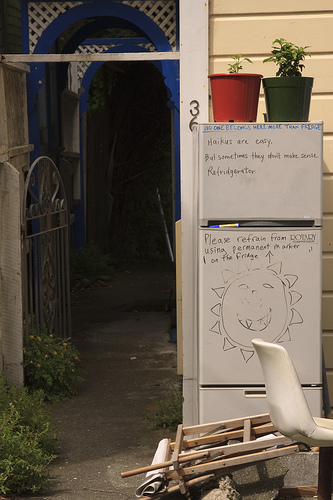 36
NO ONE BELONGS HERE MORE THAN FRIDGE
Haikus are easy,
But sometimes they don't make sense
Refridgerator
Please refrain from
using permanent marker
on the fridge